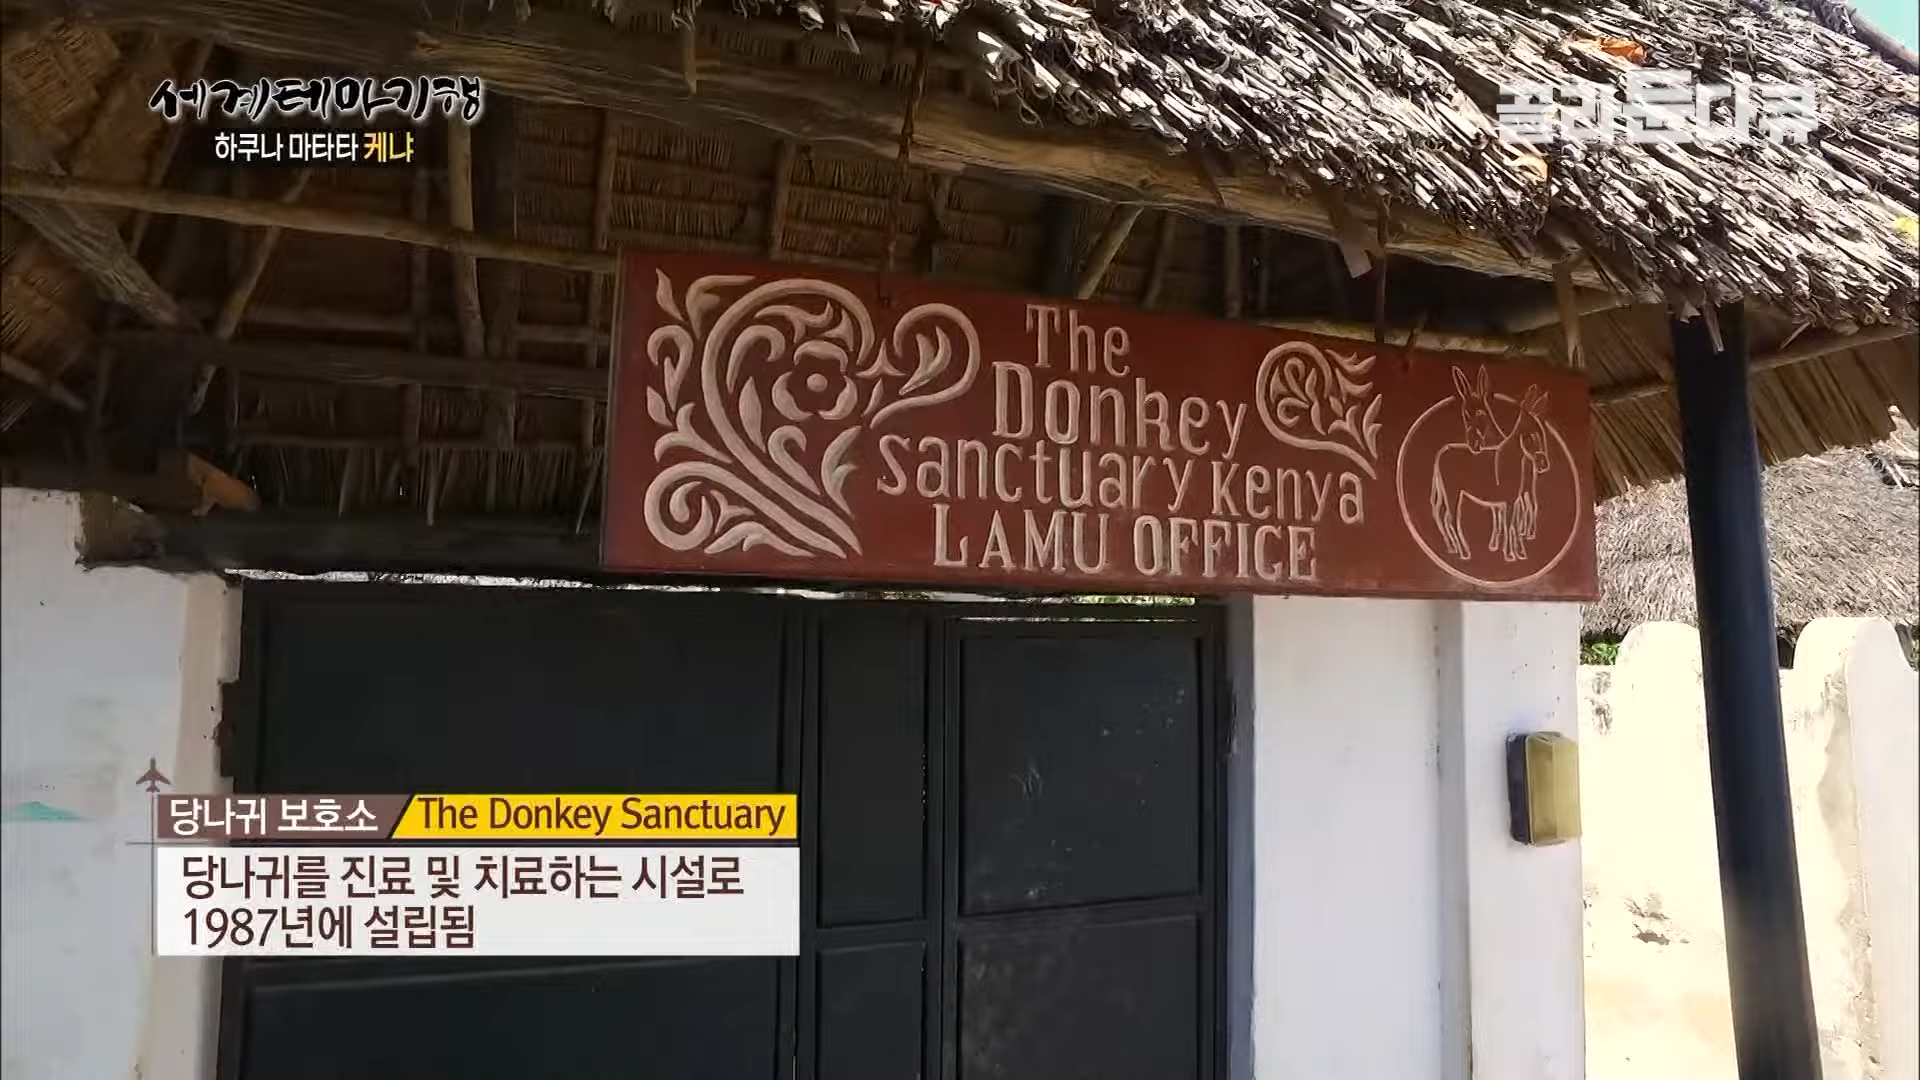 세계테마기행
하쿠나 마타타 케냐
골라듄다큐
The
Donkey
Sanctuary Kenya
LAMU OFFICE
당나귀 보호소 The Donkey Sanctuary
당나귀를 진료 및 치료하는 시설로
1987년에 설립됨